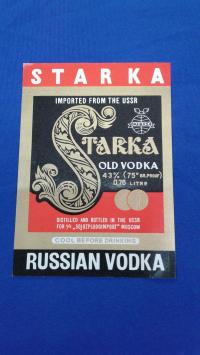 STARKA
IMPORTED FROM THE USSR
STARKA
OLD VODKA
43% (75° BR.PROOF)
0,76 LITRE
DISTILLED AND BOTTLED IN THE USSR
FOR V/O "SOJUZPLODOIMPORT" MOSCOW
COOL BEFORE DRINKING
RUSSIAN VODKA